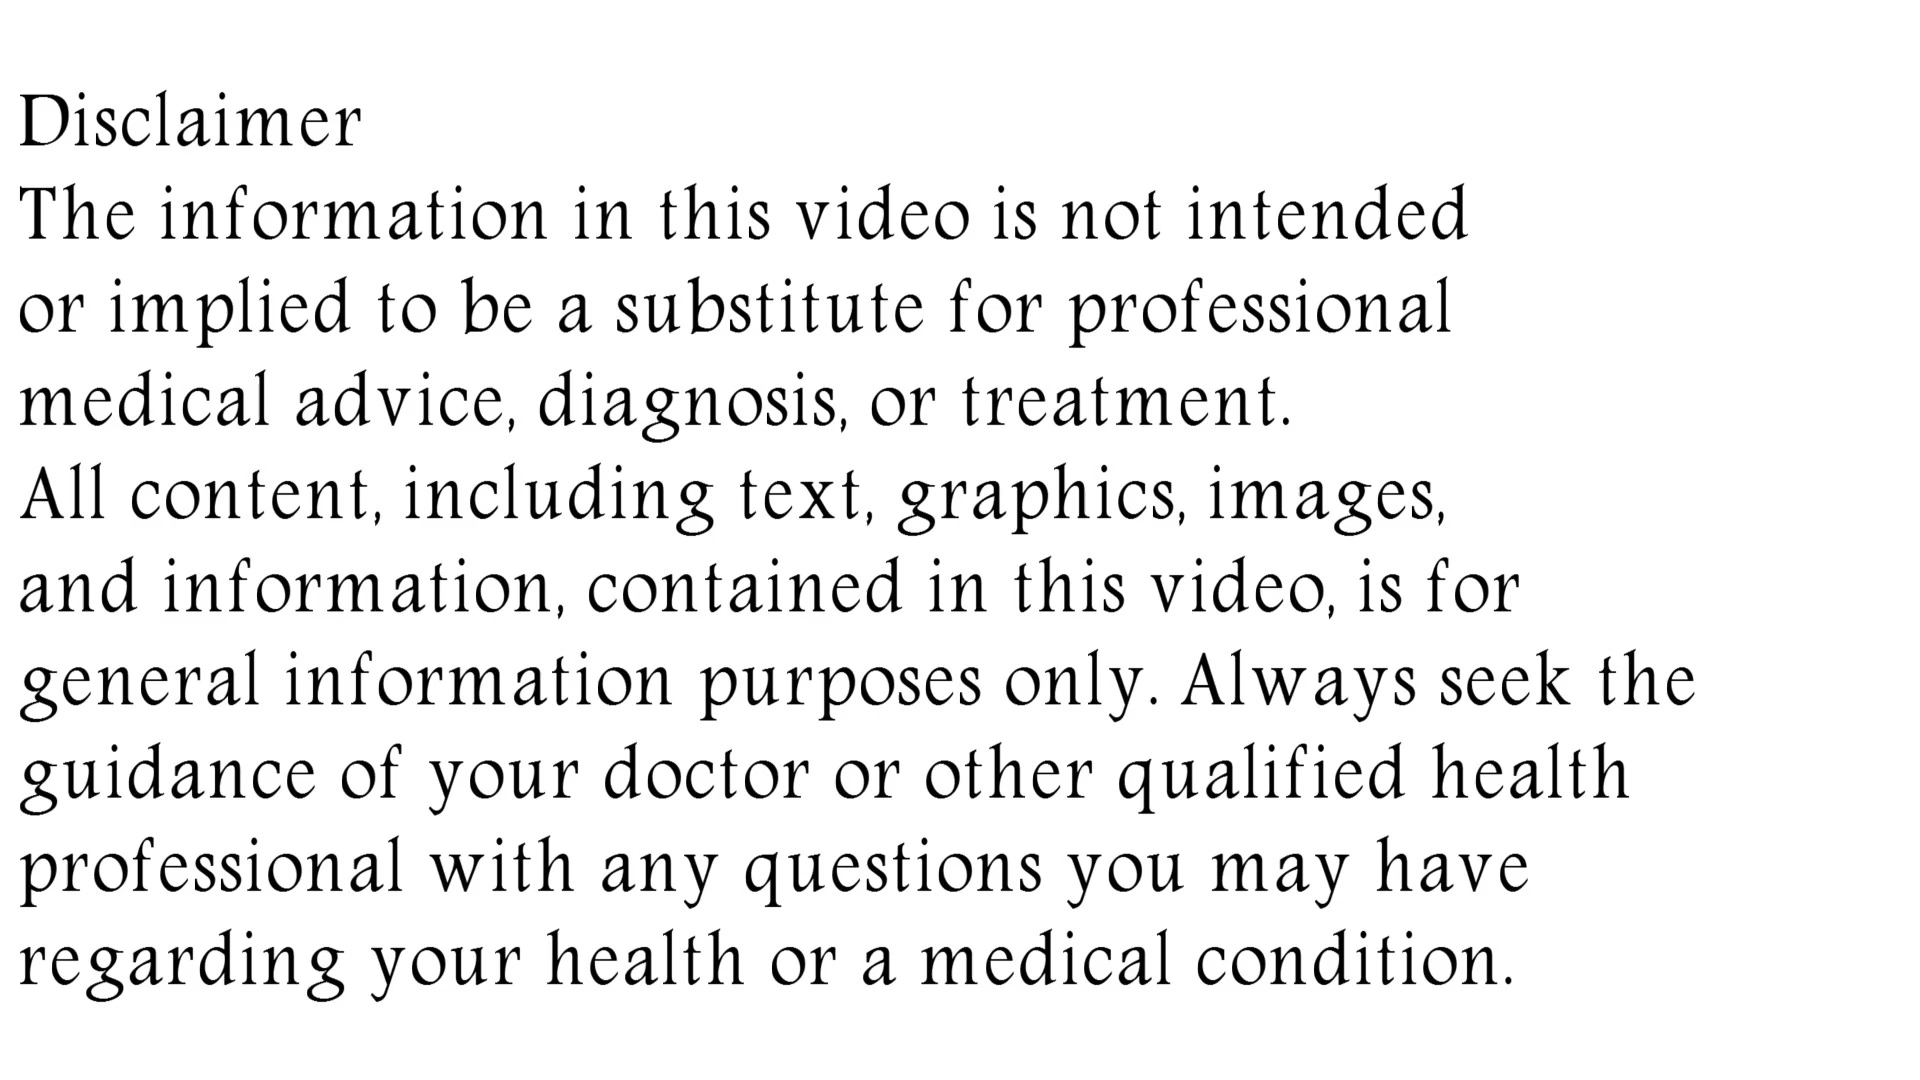 Disclaimer
The information in this video is not intended
or implied to be a substitute for professional
medical advice, diagnosis, or treatment.
All content, including text, graphics, images,
and information, contained in this video, is for
general information purposes only. Always seek the
guidance of your doctor or other qualified health
professional with any questions you may have
regarding your health or a medical condition.